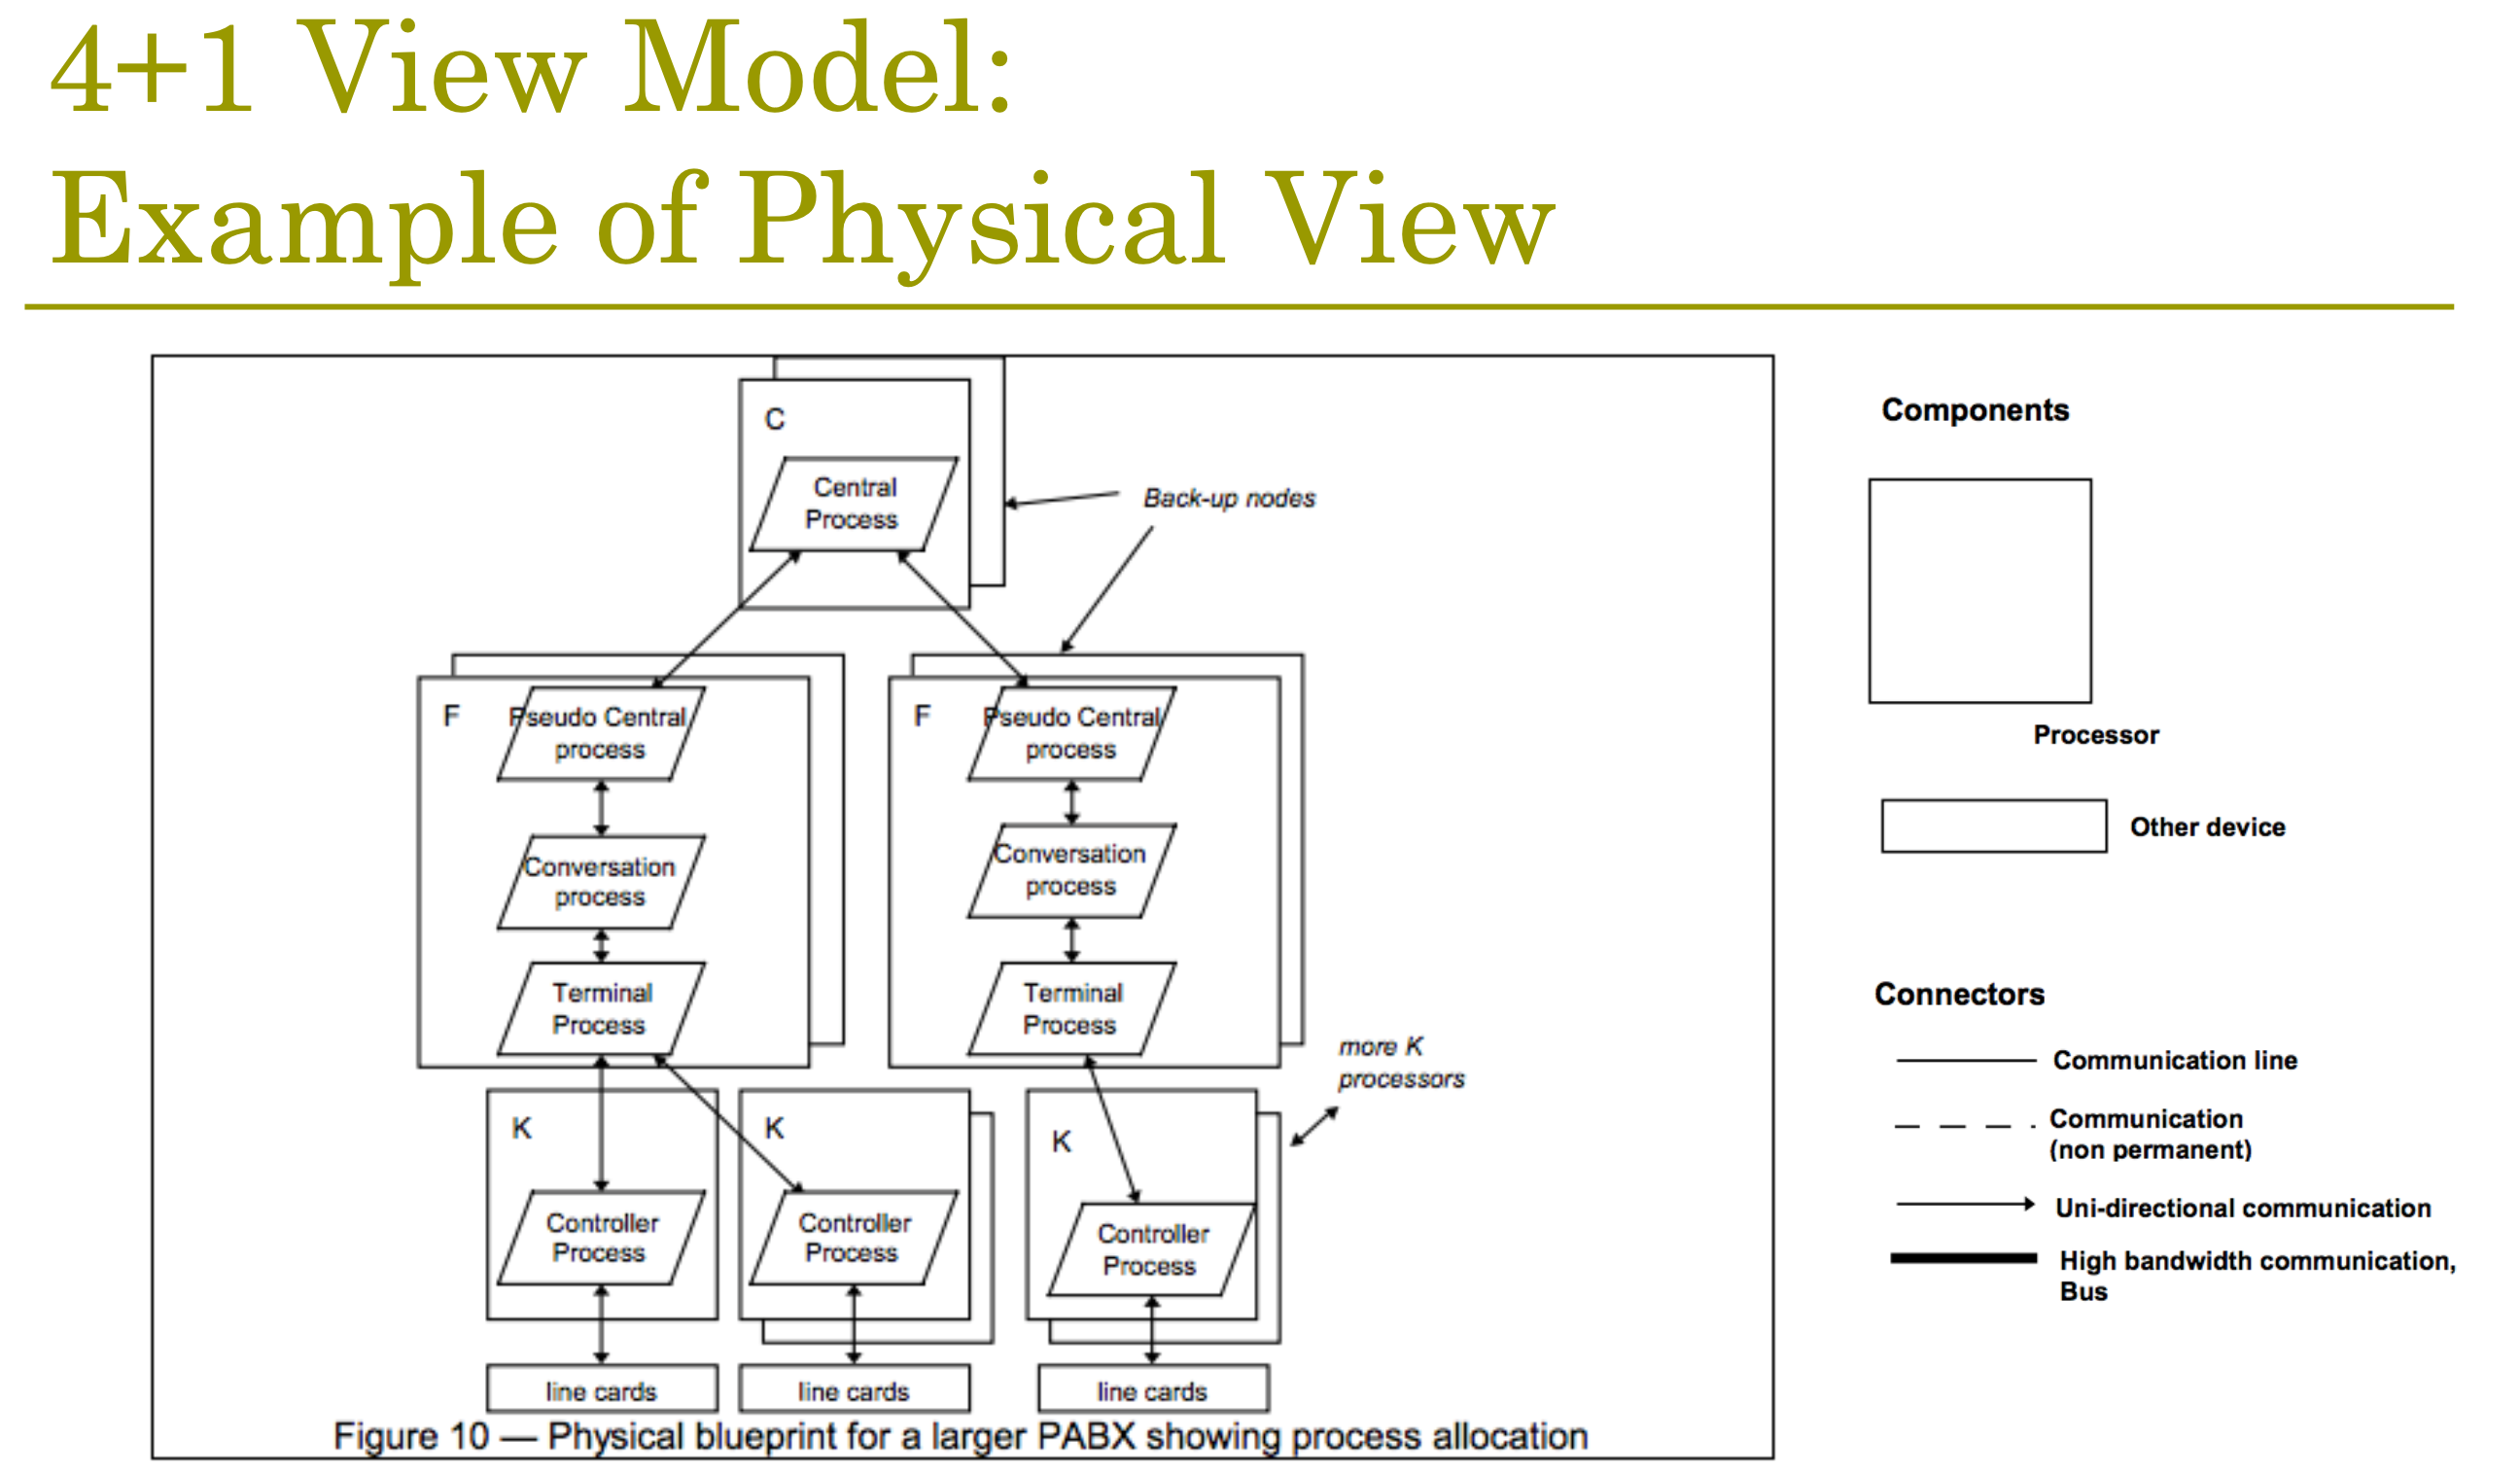 4+1 View Model:
Example of Physical View
C
Central
Process
Back-up nodes
F
Pseudo Central
process
Conversation
process
Terminal
Process
F
Pseudo Central
process
Conversation
process
Terminal
Process
more K
processors
K
Controller
Process
K
Controller
Process
K
Controller
Process
line cards
line cards
line cards
Figure 10 — Physical blueprint for a larger PABX showing process allocation
Components
Processor
Other device
Connectors
Communication line
Communication
(non permanent)
Uni-directional communication
High bandwidth communication,
Bus